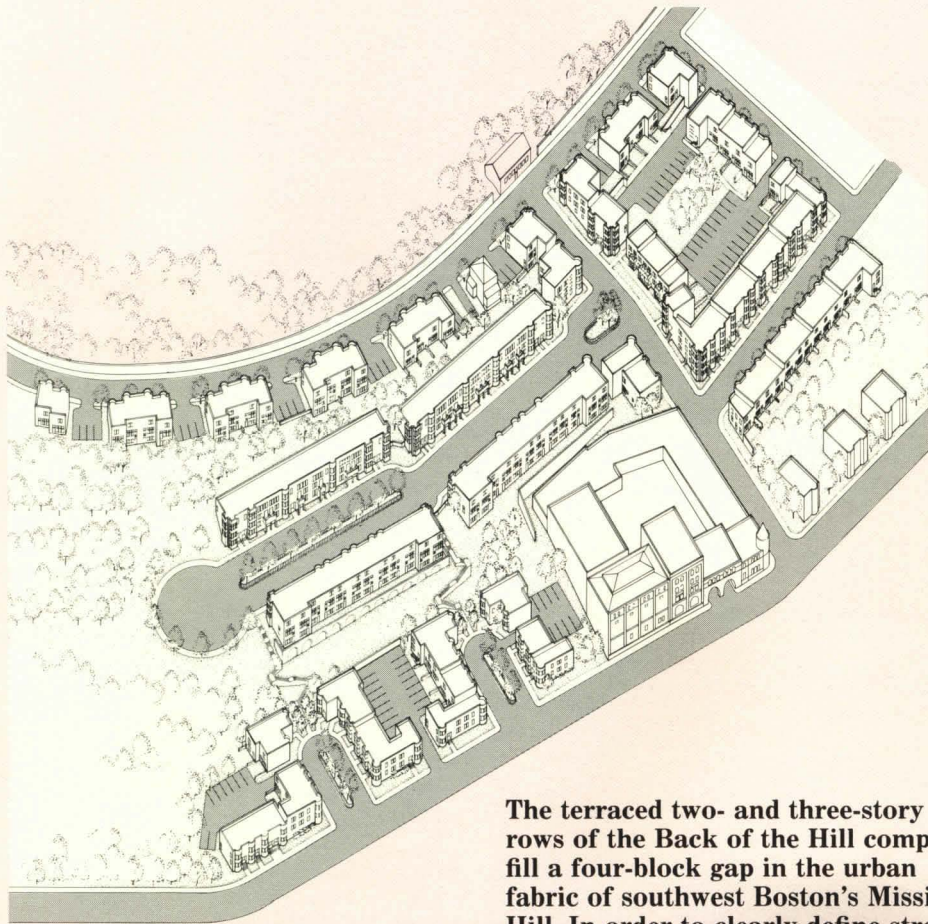 The terraced two- and three-story
rows of the Back of the Hill comp
fill a four-block gap in the urban
fabric of southwest Boston's Missi
Hill. In order to clearly define stre